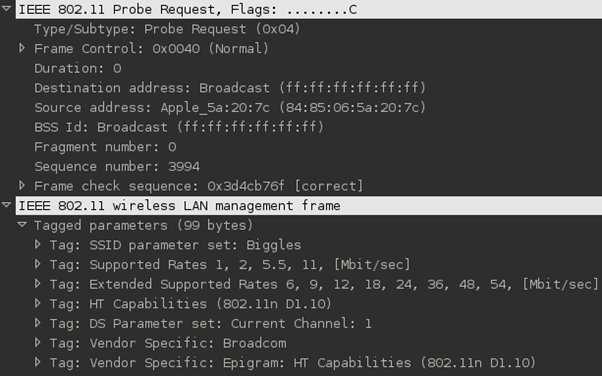 IEEE 802.11 Probe Request, Flags: ........C
Type/Subtype: Probe Request (0x04)
Frame Control: 0x0040 (Normal)
Duration: 0
Destination address: Broadcast (ff:ff:ff:ff:ff:ff)
Source address: Apple_5a:20:7c (84:85:06:5a:20:7c)
BSS Id: Broadcast (ff:ff:ff:ff:ff:ff)
Fragment number: 0
Sequence number: 3994
Frame check sequence: 0x3d4cb76f [correct]
IEEE 802.11 wireless LAN management frame
Tagged parameters (99 bytes)
Tag: SSID parameter set: Biggles
Tag: Supported Rates 1, 2, 5.5, 11, [Mbit/sec]
Tag: Extended Supported Rates 6, 9, 12, 18, 24, 36, 48, 54, [Mbit/sec]
Tag: HT Capabilities (802.11n D1.10)
Tag: DS Parameter set: Current Channel: 1
Tag: Vendor Specific: Broadcom
Tag: Vendor Specific: Epigram: HT Capabilities (802.11n D1.10)